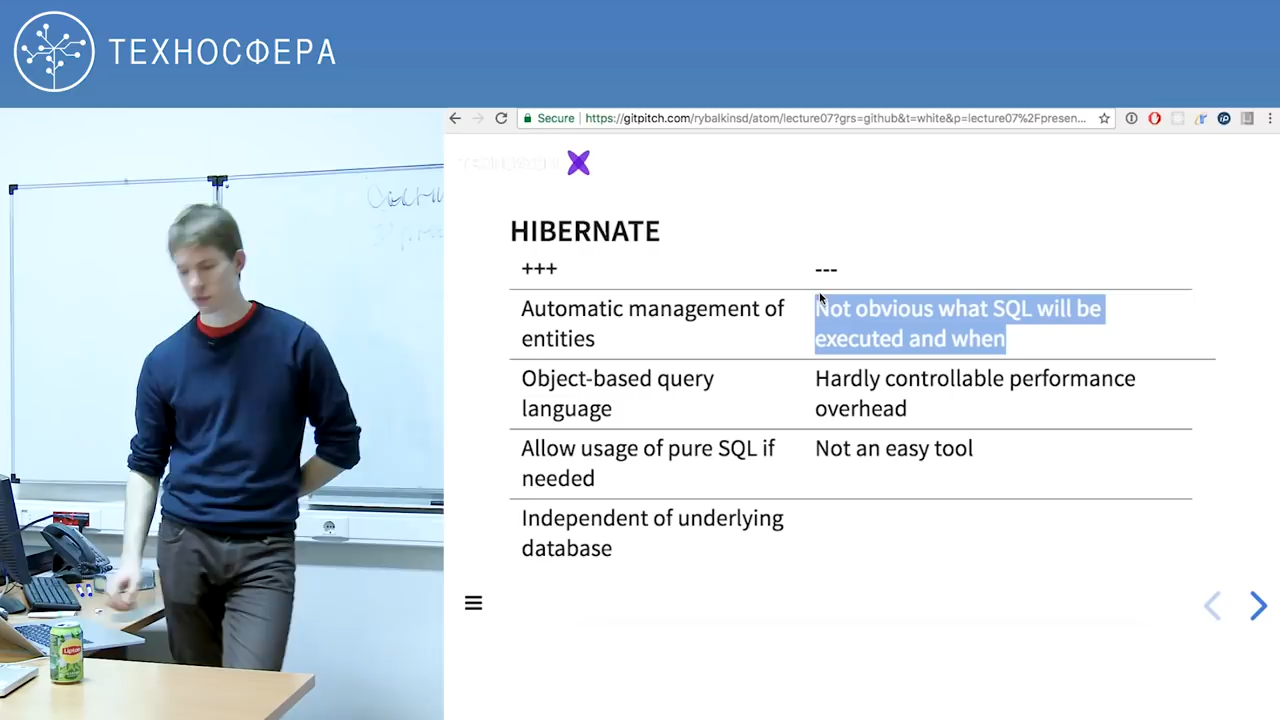 ТЕХНОСФЕРА
Secure
https://gitpitch.com/rybalkinsd/atom/lecture07?grs=github&t=white&p=lecture07%2Fpresen...
HIBERNATE
+++ ---
Automatic management of
entities
Not obvious what SQL will be
executed and when
Object-based query
language
Hardly controllable performance
overhead
Allow usage of pure SQL if
needed
Not an easy tool
Independent of underlying
database
Lipton